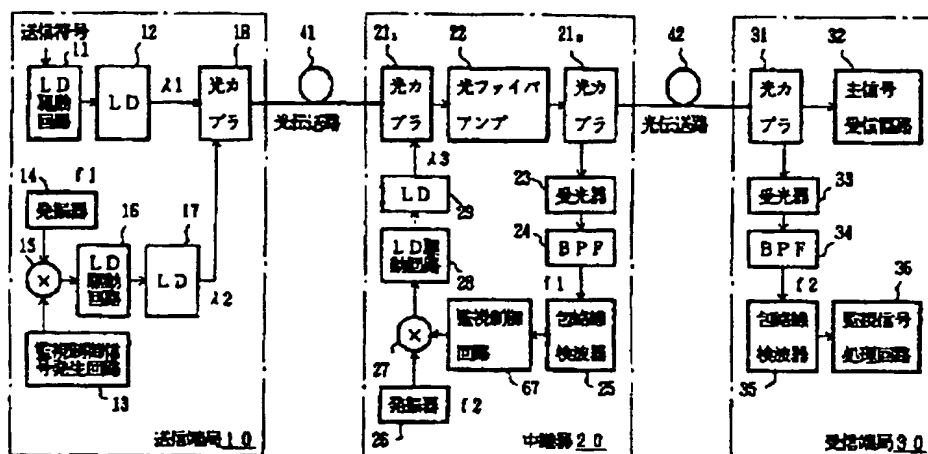 送信符号
11
LD
駆動
回路
12
LD
λ1
18
光カ
プラ
41
光伝送路
14
f1
発振器
15
×
16
LD
駆動
回路
17
LD
λ2
監視制御信
号発生回路
13
送信端局10
21₁
光カ
プラ
22
光ファイバ
アンプ
21₂
光カ
プラ
λ3
LD
29
LD駆
動回路
28
23
受光器
24
BPF
f1
×
27
監視制御
回路
67
包絡線
検波器
25
発振器
f2
26
中継器20
42
光伝送路
31
光カ
プラ
32
主信号
受信回路
33
受光器
34
BPF
f2
包絡線
検波器
35
36
監視信号
処理回路
受信端局30